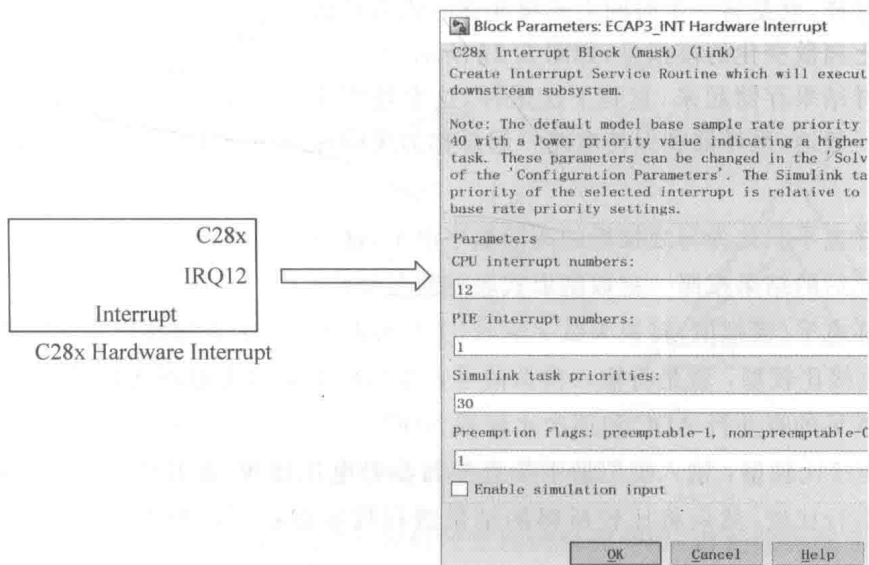 C28x
IRQ12
Interrupt
C28x Hardware Interrupt
Block Parameters: ECAP3_INT Hardware Interrupt
C28x Interrupt Block (mask) (link)
Create Interrupt Service Routine which will execut
downstream subsystem.
Note: The default model base sample rate priority
40 with a lower priority value indicating a higher
task. These parameters can be changed in the 'Solv
of the 'Configuration Parameters'. The Simulink ta
priority of the selected interrupt is relative to
base rate priority settings.
Parameters
CPU interrupt numbers:
12
PIE interrupt numbers:
1
Simulink task priorities:
30
Preemption flags: preemptable-1, non-preemptable-0
1
Enable simulation input
OK
Cancel
Help